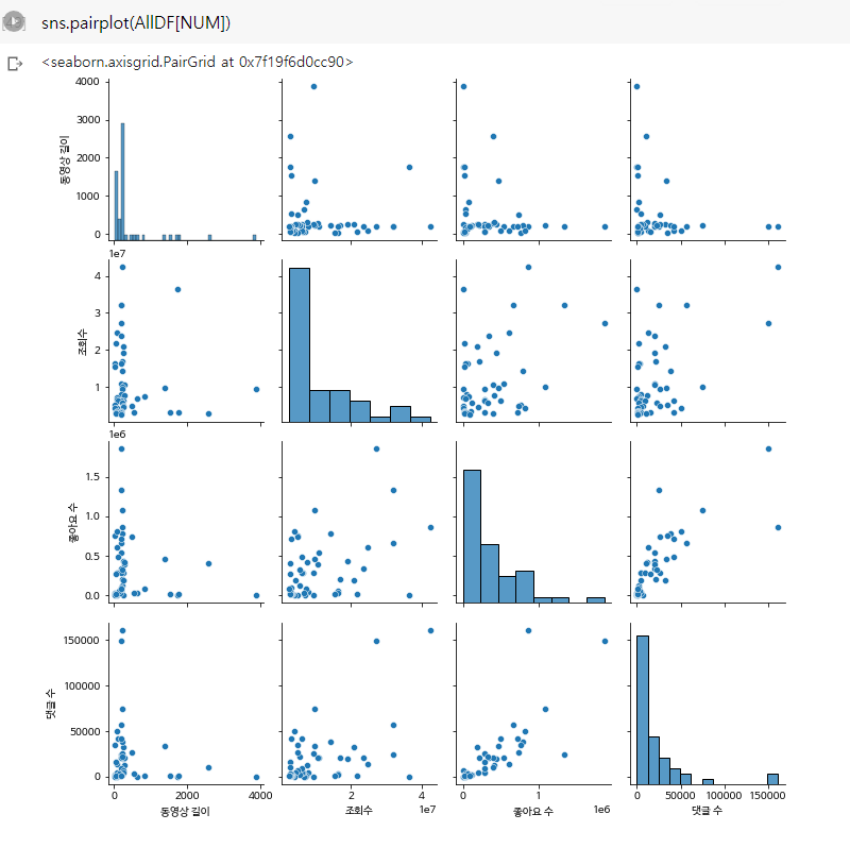 sns.pairplot(AllDF[NUM])
<seaborn.axisgrid.PairGrid at 0x7f19f6d0cc90>
4000
3000
2000
1000
0
동영상 길이
1e7
4
3
2
1
조회수
1e6
1.5
1.0
0.5
0.0
좋아요 수
150000
100000
50000
0
댓글 수
0 2000 4000
동영상 길이
2 4
조회수 1e7
0 1
좋아요 수 1e6
0 50000 100000 150000
댓글 수